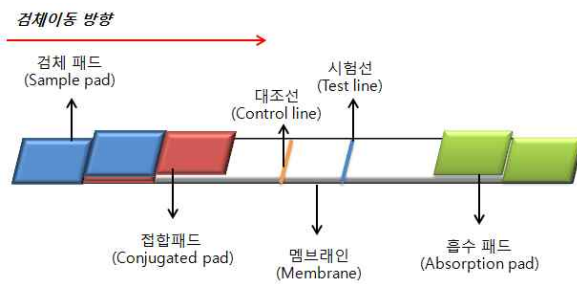 검체이동 방향
검체 패드
(Sample pad)
대조선
(Control line)
시험선
(Test line)
접합패드
(Conjugated pad)
멤브래인
(Membrane)
흡수 패드
(Absorption pad)